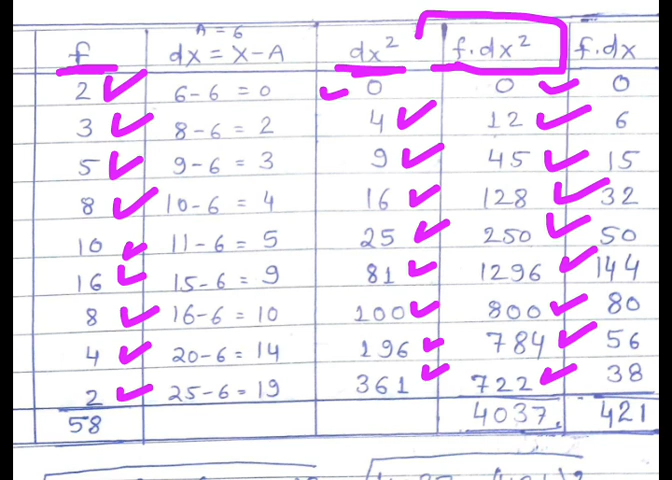 A = 6
f dx = X-A dx² f.dx² f.dx
2 6-6 = 0 0 0 0
3 8-6 = 2 4 12 6
5 9-6 = 3 9 45 15
8 10-6 = 4 16 128 32
10 11-6 = 5 25 250 50
16 15-6 = 9 81 1296 144
8 16-6 = 10 100 800 80
4 20-6 = 14 196 784 56
2 25-6 = 19 361 722 38
58 4037. 421